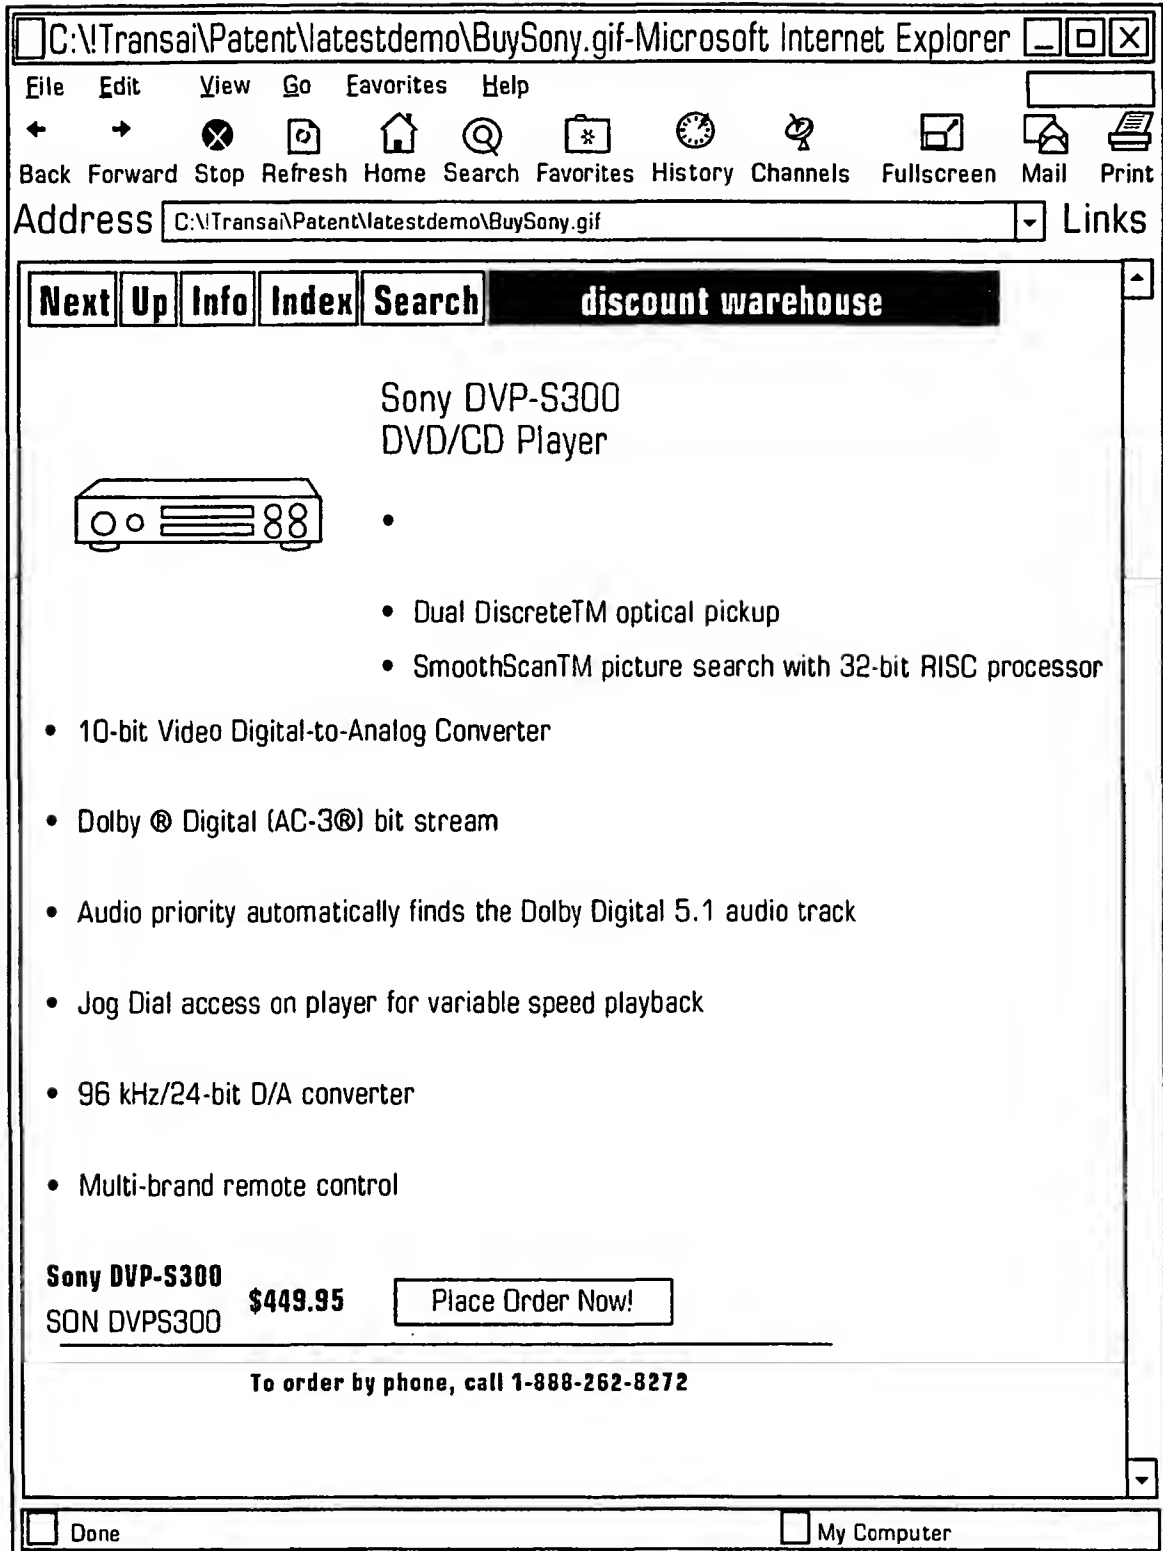 C:\!Transai\Patent\latestdemo\BuySony.gif-Microsoft Internet Explorer
File Edit View Go Favorites Help
Back Forward Stop Refresh Home Search Favorites History Channels Fullscreen Mail Print
Address C:\!Transai\Patent\latestdemo\BuySony.gif Links
Next Up Info Index Search discount warehouse
Sony DVP-S300
DVD/CD Player
•
• Dual DiscreteTM optical pickup
• SmoothScanTM picture search with 32-bit RISC processor
• 10-bit Video Digital-to-Analog Converter
• Dolby ® Digital (AC-3®) bit stream
• Audio priority automatically finds the Dolby Digital 5.1 audio track
• Jog Dial access on player for variable speed playback
• 96 kHz/24-bit D/A converter
• Multi-brand remote control
Sony DVP-S300
SON DVPS300
$449.95
Place Order Now!
To order by phone, call 1-888-262-8272
Done My Computer